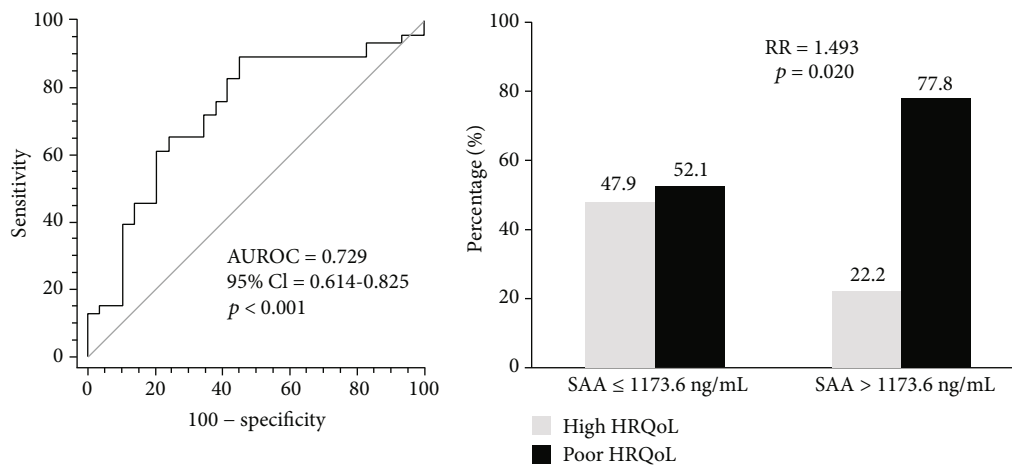 100
80
60
40
20
0
Sensitivity
AUROC = 0.729
95% Cl = 0.614-0.825
p < 0.001
0 20 40 60 80 100
100 − specificity
100
80
60
40
20
0
Percentage (%)
RR = 1.493
p = 0.020
47.9
52.1
22.2
77.8
SAA ≤ 1173.6 ng/mL
SAA > 1173.6 ng/mL
High HRQoL
Poor HRQoL